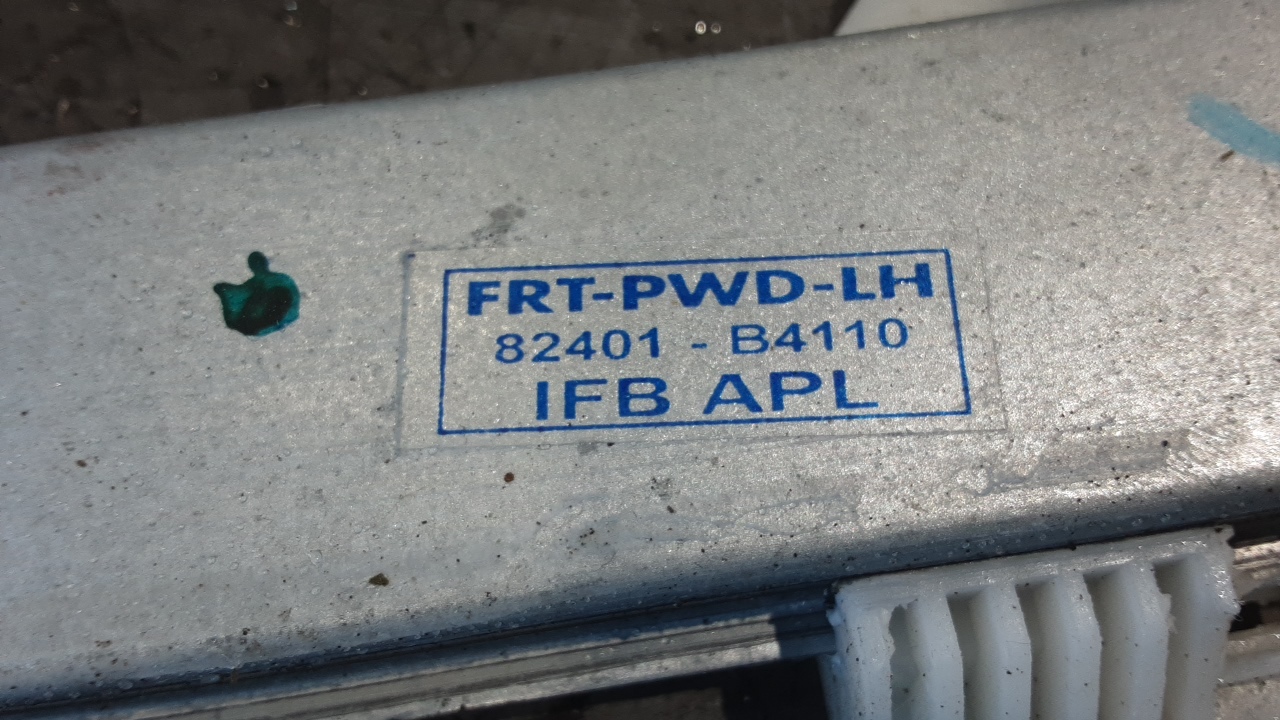 FRT-PWD-LH
82401 - B4110
IFB APL